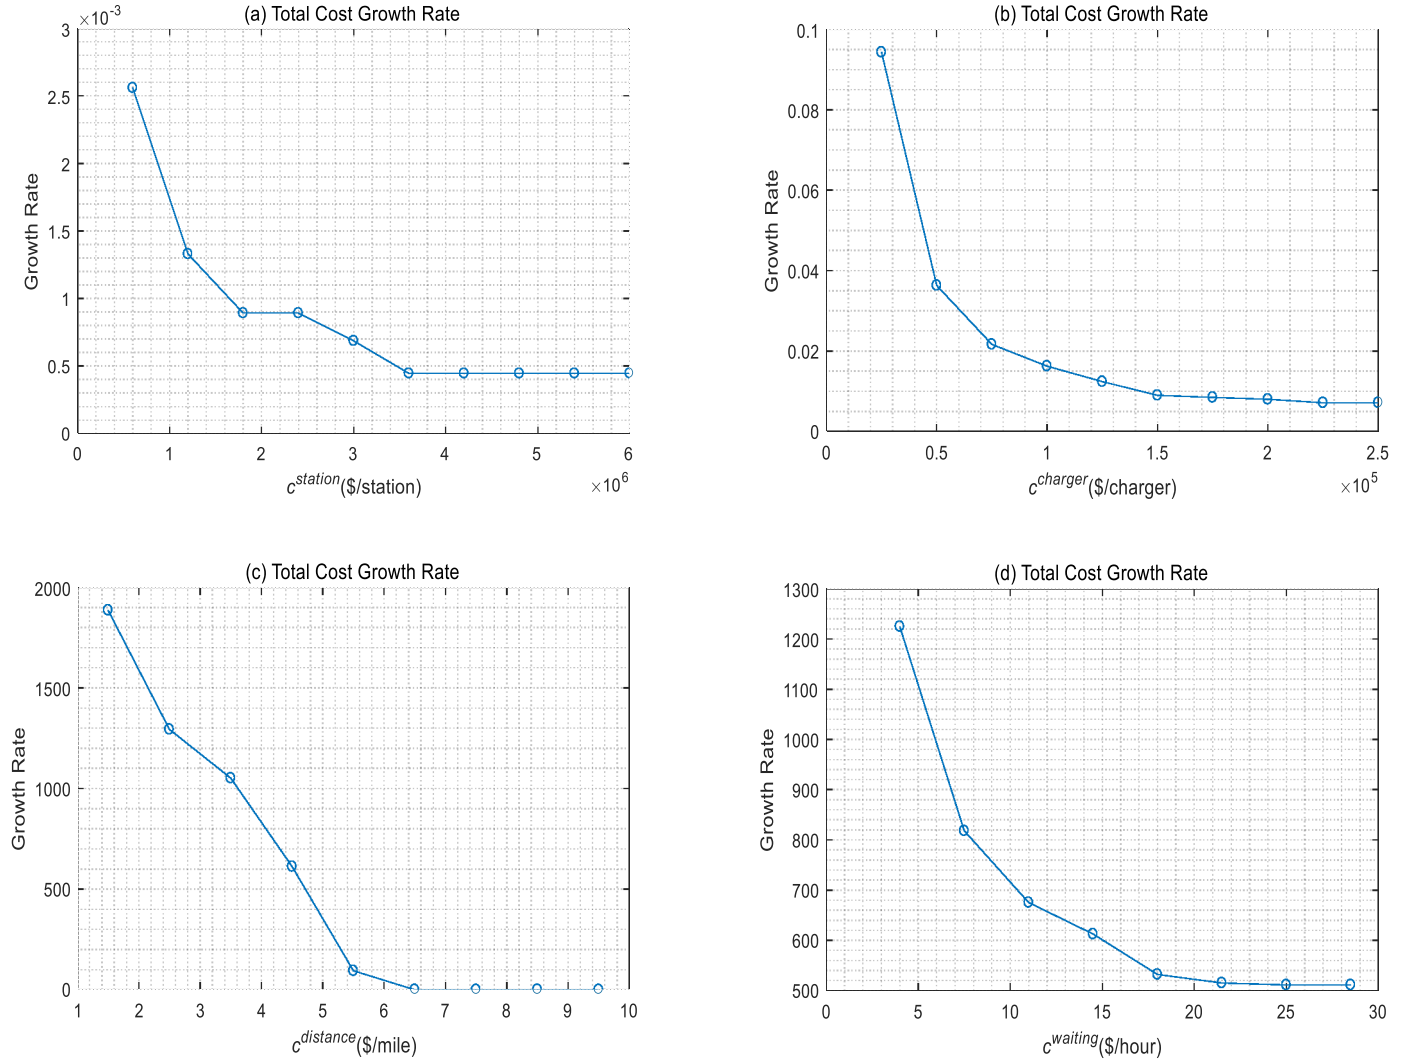 (a) Total Cost Growth Rate
×10-3
3
2.5
2
1.5
1
0.5
0
Growth Rate
0 1 2 3 4 5 6
×106
cstation($/station)
(b) Total Cost Growth Rate
0.1
0.08
0.06
0.04
0.02
0
Growth Rate
0 0.5 1 1.5 2 2.5
×105
ccharger($/charger)
(c) Total Cost Growth Rate
2000
1500
1000
500
0
Growth Rate
1 2 3 4 5 6 7 8 9 10
cdistance($/mile)
(d) Total Cost Growth Rate
1300
1200
1100
1000
900
800
700
600
500
Growth Rate
0 5 10 15 20 25 30
cwaiting($/hour)